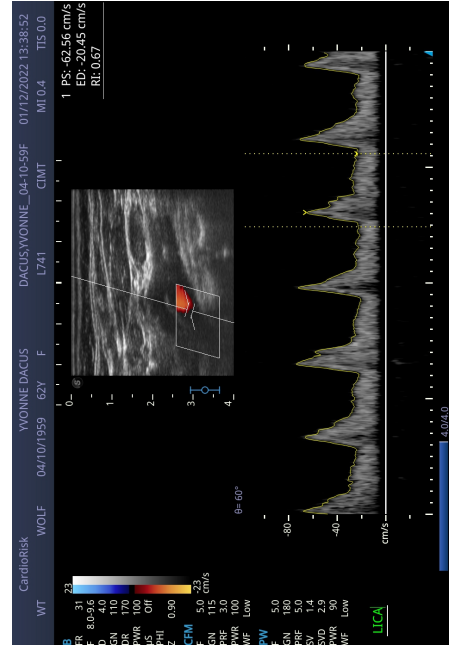 CardioRisk YVONNE DACUS DACUS,YVONNE__04-10-59F 01/12/2022 13:38:52
WT WOLF 04/10/1959 62Y F L741 CIMT MI 0.4 TIS 0.0
1 PS: -62.56 cm/s
ED: -20.45 cm/s
RI: 0.67
B
FR 31
F 8.0-9.6
D 4.0
GN 110
DR 170
PWR 100
µS Off
PHI
Z 0.90
CFM
F 5.0
GN 115
PRF 3.0
PWR 100
WF Low
PW
F 5.0
GN 180
PRF 5.0
SV 1.4
SVD 2.9
PWR 90
WF Low
LICA
23
-23
cm/s
0
1
2
3
4
θ= 60°
-80
-40
cm/s
4.0/4.0